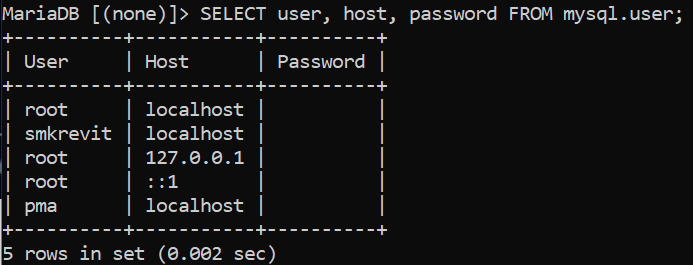 MariaDB [(none)]> SELECT user, host, password FROM mysql.user;
+----------+-----------+----------+
| User     | Host      | Password |
+----------+-----------+----------+
| root     | localhost |          |
| smkrevit | localhost |          |
| root     | 127.0.0.1 |          |
| root     | ::1       |          |
| pma      | localhost |          |
+----------+-----------+----------+
5 rows in set (0.002 sec)